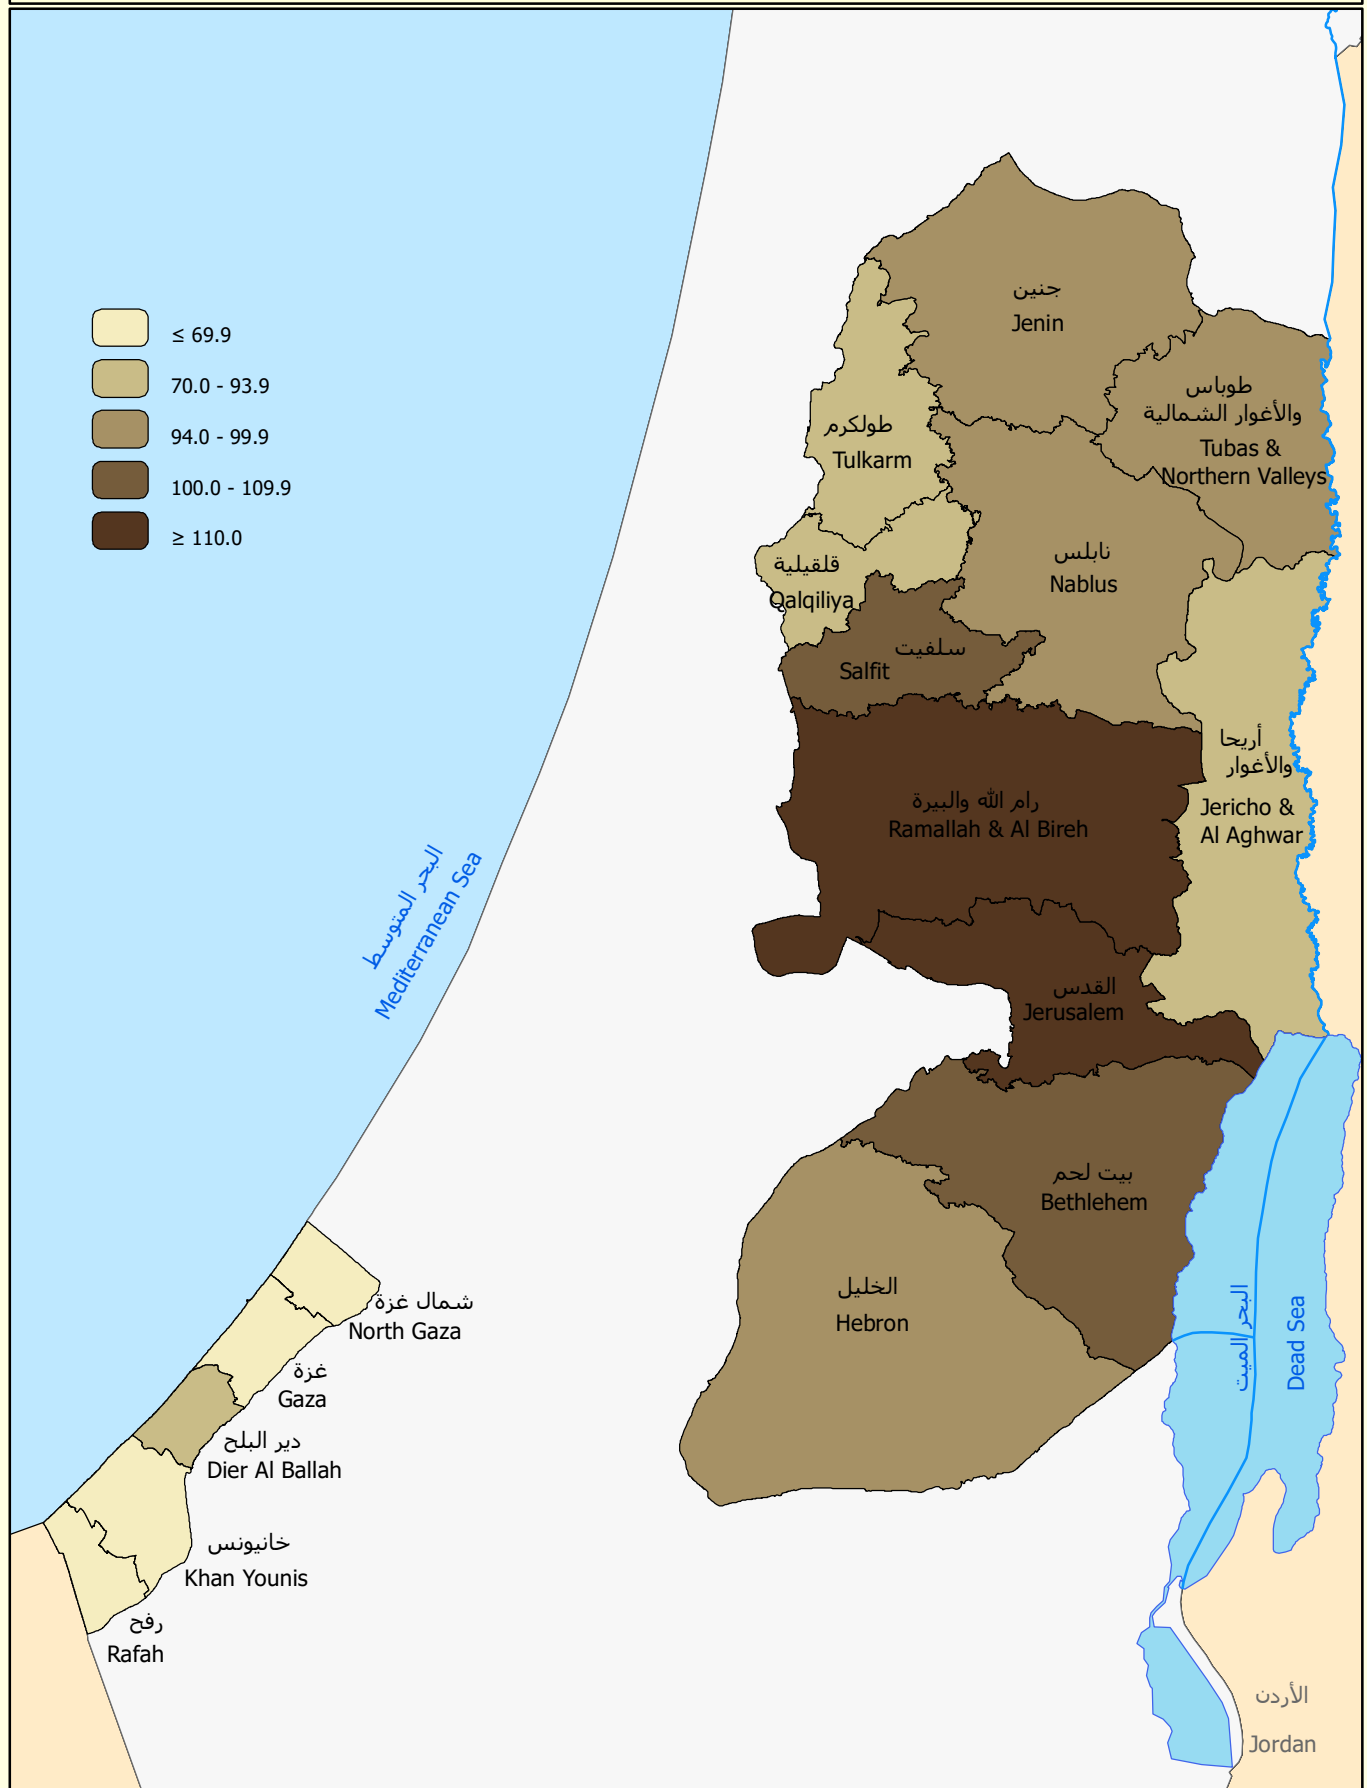 ≤ 69.9
70.0 - 93.9
94.0 - 99.9
100.0 - 109.9
≥ 110.0
جنين
Jenin
طوباس
والأغوار الشمالية
Tubas &
Northern Valleys
طولكرم
Tulkarm
قلقيلية
Qalqiliya
نابلس
Nablus
سلفيت
Salfit
أريحا
والأغوار
Jericho &
Al Aghwar
رام الله والبيرة
Ramallah & Al Bireh
البحر المتوسط
Mediterranean Sea
القدس
Jerusalem
بيت لحم
Bethlehem
الخليل
Hebron
البحر الميت
Dead Sea
شمال غزة
North Gaza
غزة
Gaza
دير البلح
Dier Al Ballah
خانيونس
Khan Younis
رفح
Rafah
الأردن
Jordan